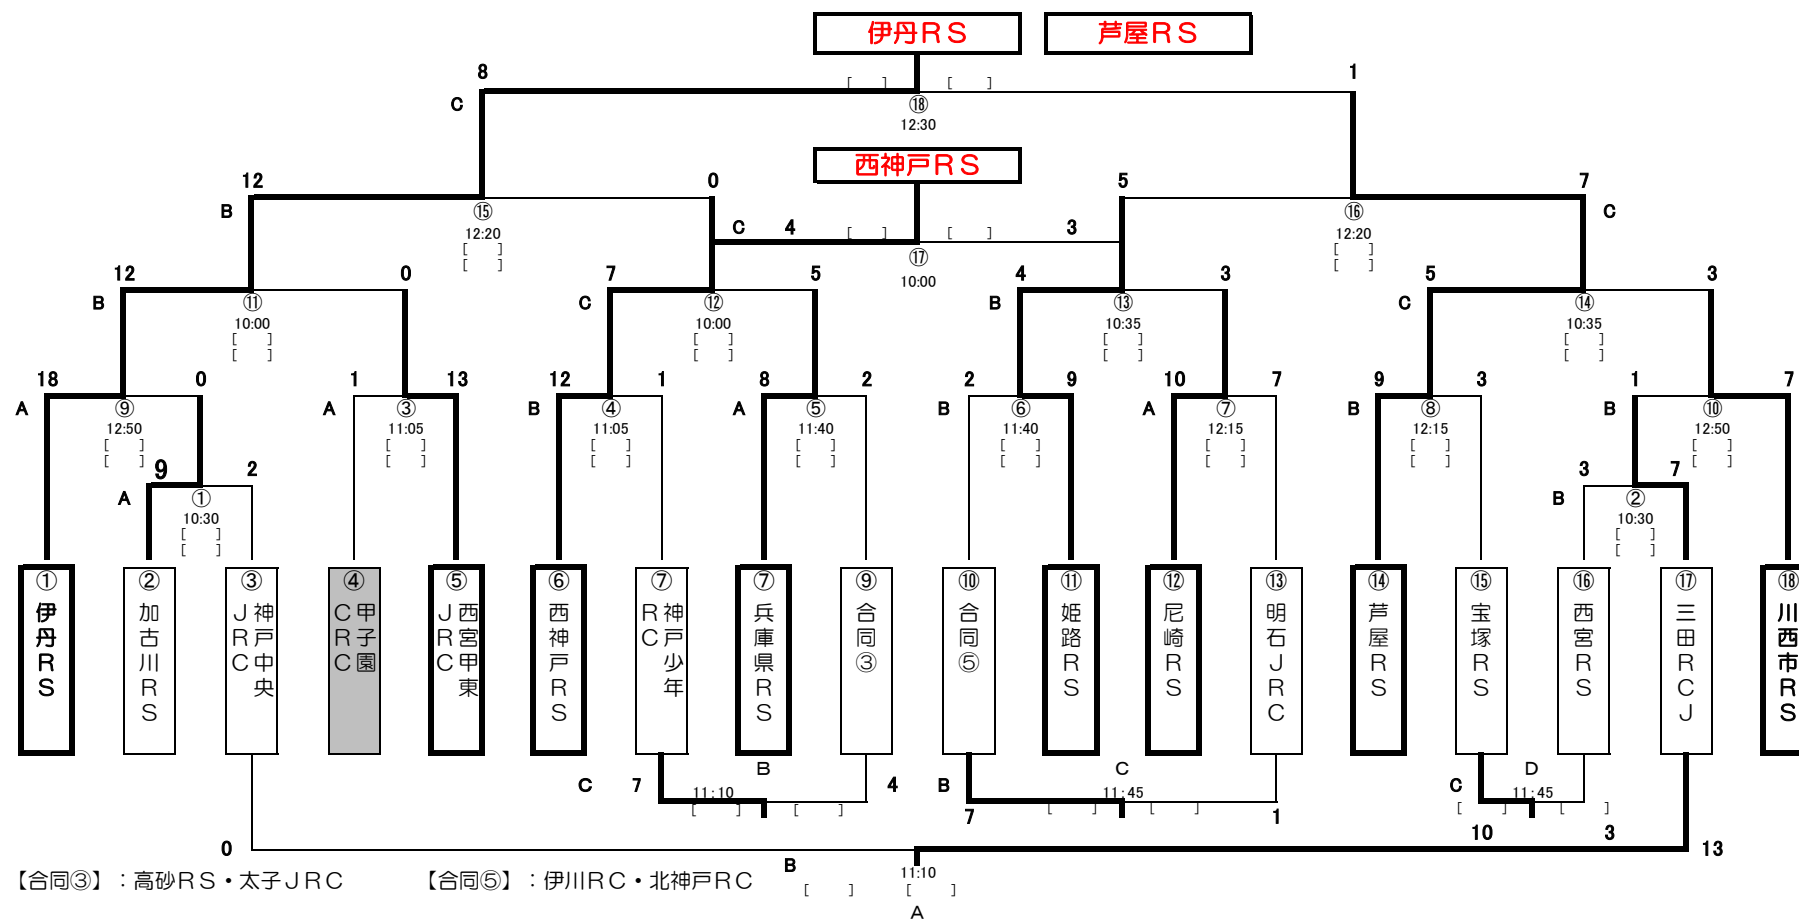 伊丹ＲＳ 芦屋ＲＳ
8 [ ] [ ] 1
C ⑱
12:30
西神戸ＲＳ
12 0 5 7
B ⑮ C 4 [ ] [ ] 3 ⑯ C
12:20 ⑰ 12:20
[ ] 10:00 [ ]
[ ] [ ]
12 0 7 5 4 3 5 3
B ⑪ C ⑫ B ⑬ C ⑭
10:00 10:00 10:35 10:35
[ ] [ ] [ ] [ ]
[ ] [ ] [ ] [ ]
18 0 1 13 12 1 8 2 2 9 10 7 9 3 1 7
A ⑨ A ③ B ④ A ⑤ B ⑥ A ⑦ B ⑧ B ⑩
12:50 11:05 11:05 11:40 11:40 12:15 12:15 12:50
[ ] [ ] [ ] [ ] [ ] [ ] [ ] [ ]
[ ] [ ] [ ] [ ] [ ] [ ] [ ] [ ]
9 2 3 7
A ① B ②
10:30 10:30
[ ] [ ]
[ ] [ ]
① 伊丹ＲＳ
② 加古川ＲＳ
③ 神戸中央
ＪＲＣ
④ 甲子園
ＣＲＣ
⑤ 西宮甲東
ＪＲＣ
⑥ 西神戸ＲＳ
⑦ 神戸少年
ＲＣ
⑦ 兵庫県ＲＳ
⑨ 合同③
⑩ 合同⑤
⑪ 姫路ＲＳ
⑫ 尼崎ＲＳ
⑬ 明石ＪＲＣ
⑭ 芦屋ＲＳ
⑮ 宝塚ＲＳ
⑯ 西宮ＲＳ
⑰ 三田ＲＣＪ
⑱ 川西市ＲＳ
B C D
C 7 11:10 4 B 11:45 C 11:45
[ ] [ ] 7 [ ] [ ] 1 [ ] [ ]
10 3
0 B 11:10 13
【合同③】：高砂ＲＳ・太子ＪＲＣ 【合同⑤】：伊川ＲＣ・北神戸ＲＣ
[ ] [ ]
A